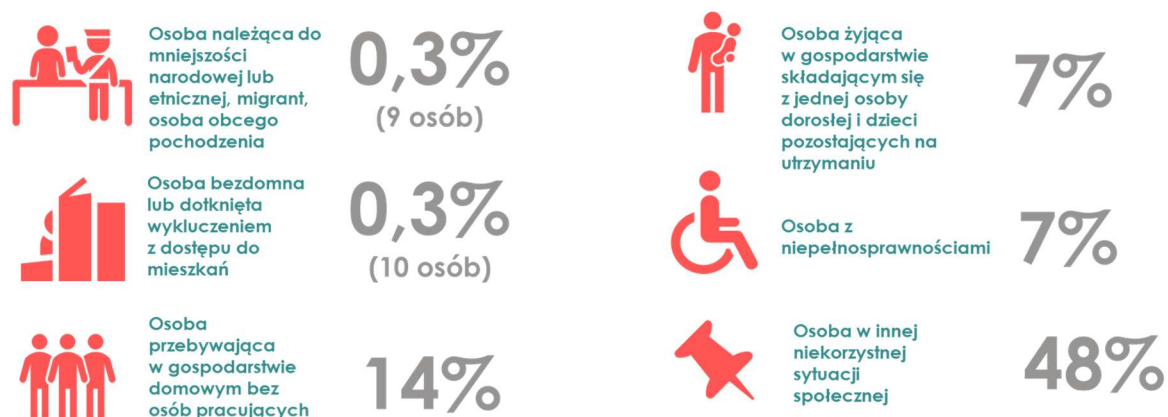 Osoba należąca do
mniejszości
narodowej lub
etnicznej, migrant,
osoba obcego
pochodzenia
0,3%
(9 osób)
Osoba bezdomna
lub dotknięta
wykluczeniem
z dostępu do
mieszkań
0,3%
(10 osób)
Osoba
przebywająca
w gospodarstwie
domowym bez
osób pracujących
14%
Osoba żyjąca
w gospodarstwie
składającym się
z jednej osoby
dorosłej i dzieci
pozostających na
utrzymaniu
7%
Osoba z
niepełnosprawnościami
7%
Osoba w innej
niekorzystnej
sytuacji
społecznej
48%